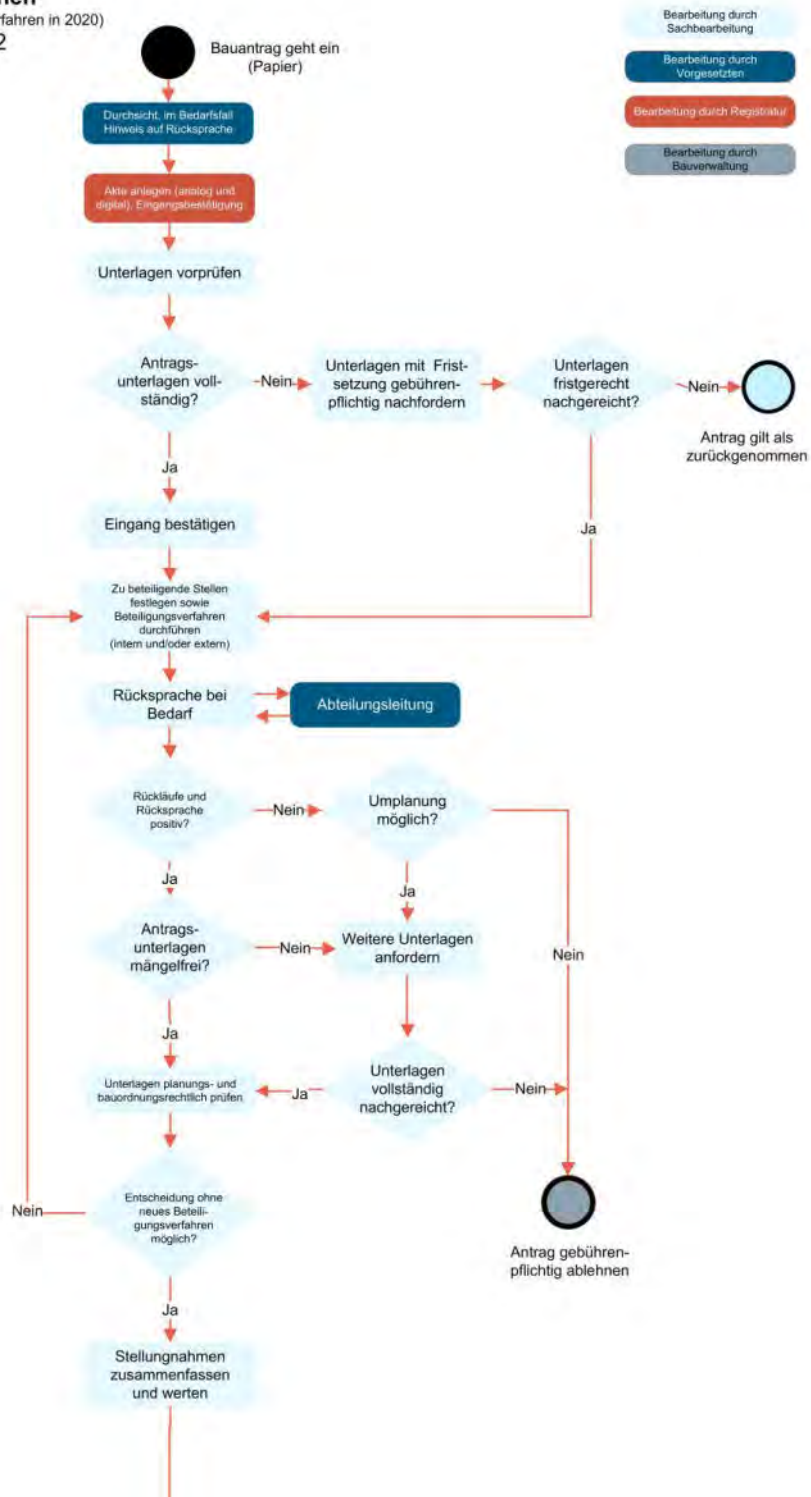 rfahren in 2020)
2
Bauantrag geht ein
(Papier)
Bearbeitung durch
Sachbearbeitung
Bearbeitung durch
Vorgesetzten
Bearbeitung durch Registratur
Bearbeitung durch
Bauverwaltung
Durchsicht, im Bedarfsfall
Hinweis auf Rücksprache
Akte anlegen (analog und
digital), Eingangsbestätigung
Unterlagen vorprüfen
Antrags-
unterlagen voll-
ständig?
Nein
Unterlagen mit Frist-
setzung gebühren-
pflichtig nachfordern
Unterlagen
fristgerecht
nachgereicht?
Nein
Antrag gilt als
zurückgenommen
Ja
Ja
Eingang bestätigen
Zu beteiligende Stellen
festlegen sowie
Beteiligungsverfahren
durchführen
(intern und/oder extern)
Rücksprache bei
Bedarf
Abteilungsleitung
Rückläufe und
Rücksprache
positiv?
Nein
Umplanung
möglich?
Ja
Ja
Nein
Antrags-
unterlagen
mängelfrei?
Nein
Weitere Unterlagen
anfordern
Ja
Unterlagen planungs- und
bauordnungsrechtlich prüfen
Ja
Unterlagen
vollständig
nachgereicht?
Nein
Nein
Entscheidung ohne
neues Beteili-
gungsverfahren
möglich?
Antrag gebühren-
pflichtig ablehnen
Ja
Stellungnahmen
zusammenfassen
und werten